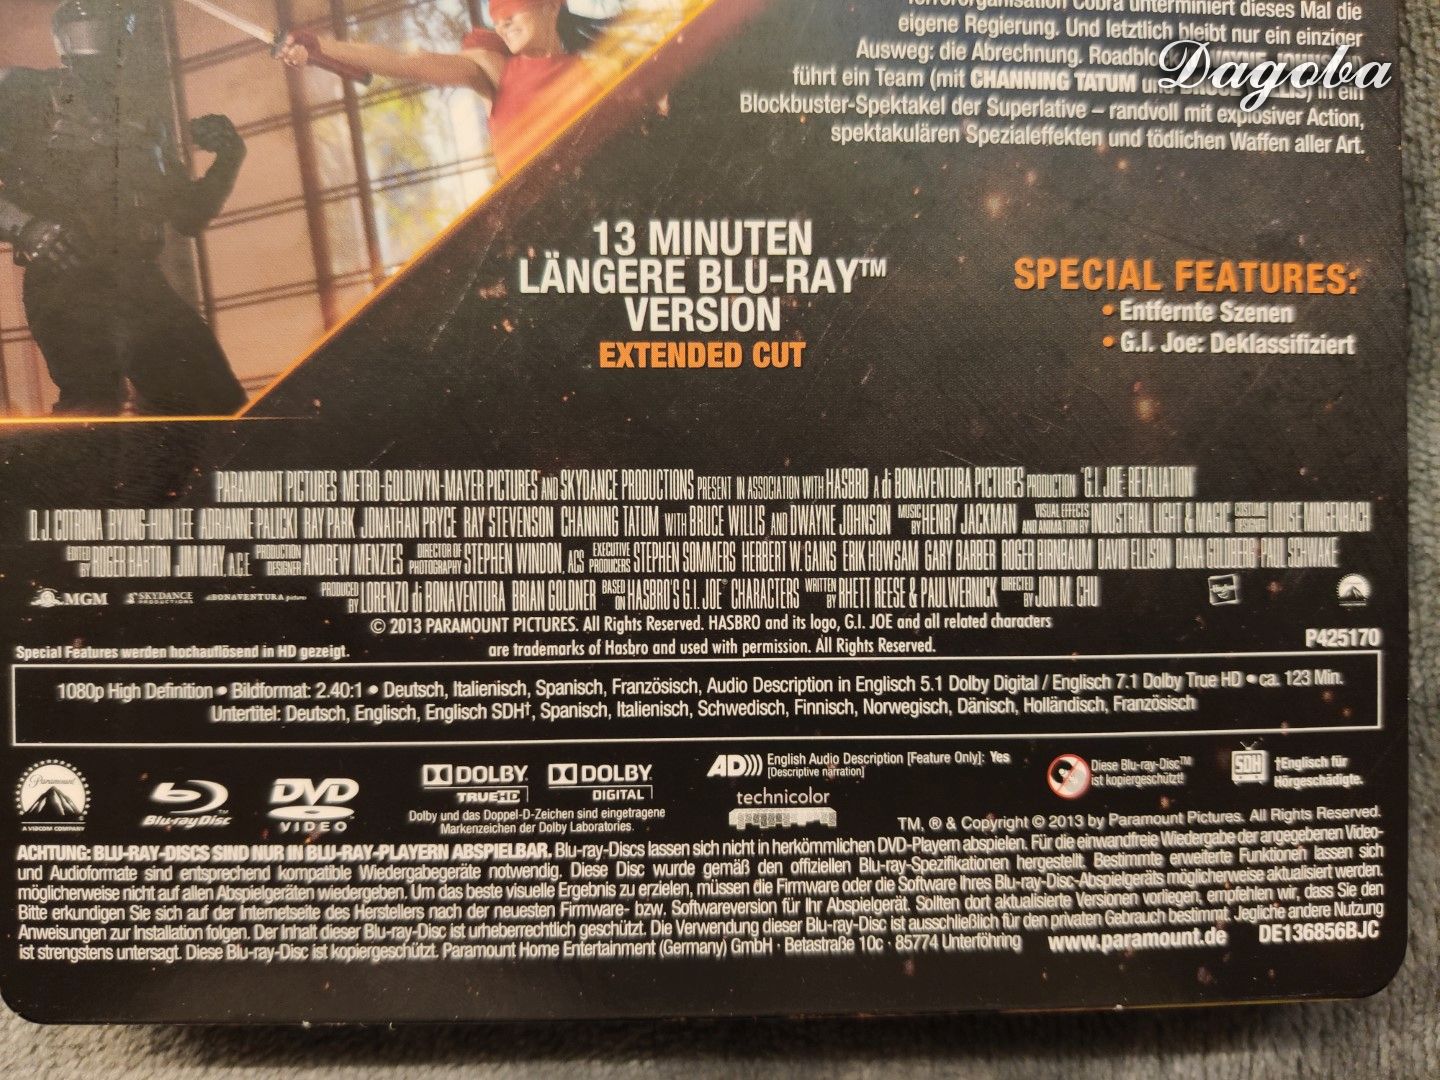 Terrororganisation Cobra unterminiert dieses Mal die
eigene Regierung. Und letztlich bleibt nur ein einziger
Ausweg: die Abrechnung.
Dagoba
führt ein Team (mit CHANNING TATUM in ein
Blockbuster-Spektakel der Superlative – randvoll mit explosiver Action,
spektakulären Spezialeffekten und tödlichen Waffen aller Art.
13 MINUTEN
LÄNGERE BLU-RAY™
VERSION
EXTENDED CUT
SPECIAL FEATURES:
• Entfernte Szenen
• G.I. Joe: Deklassifiziert
PARAMOUNT PICTURES METRO-GOLDWYN-MAYER PICTURES AND SKYDANCE PRODUCTIONS PRESENT IN ASSOCIATION WITH HASBRO A di BONAVENTURA PICTURES PRODUCTION "G.I. JOE: RETALIATION"
D.J. COTRONA BYUNG-HUN LEE ADRIANNE PALICKI RAY PARK JONATHAN PRYCE RAY STEVENSON CHANNING TATUM WITH BRUCE WILLIS AND DWAYNE JOHNSON MUSIC BY HENRY JACKMAN VISUAL EFFECTS AND ANIMATION BY INDUSTRIAL LIGHT & MAGIC COSTUME DESIGNER LOUISE MINGENBACH
EDITED BY ROGER BARTON JIM MAY, A.C.E. PRODUCTION DESIGNER ANDREW MENZIES DIRECTOR OF PHOTOGRAPHY STEPHEN WINDON, ACS EXECUTIVE PRODUCERS STEPHEN SOMMERS HERBERT W. GAINS ERIK HOWSAM GARY BARBER ROGER BIRNBAUM DAVID ELLISON DANA GOLDBERG PAUL SCHWAKE
PRODUCED BY LORENZO di BONAVENTURA BRIAN GOLDNER BASED ON HASBRO'S G.I. JOE® CHARACTERS WRITTEN BY RHETT REESE & PAUL WERNICK DIRECTED BY JON M. CHU
MGM SKYDANCE PRODUCTIONS di BONAVENTURA pictures
© 2013 PARAMOUNT PICTURES. All Rights Reserved. HASBRO and its logo, G.I. JOE and all related characters
are trademarks of Hasbro and used with permission. All Rights Reserved.
Special Features werden hochauflösend in HD gezeigt.
P425170
1080p High Definition • Bildformat: 2.40:1 • Deutsch, Italienisch, Spanisch, Französisch, Audio Description in Englisch 5.1 Dolby Digital / Englisch 7.1 Dolby True HD • ca. 123 Min.
Untertitel: Deutsch, Englisch, Englisch SDH†, Spanisch, Italienisch, Schwedisch, Finnisch, Norwegisch, Dänisch, Holländisch, Französisch
Paramount
A VIACOM COMPANY
Blu-ray Disc
DVD
VIDEO
DOLBY
TRUEHD
DOLBY
DIGITAL
Dolby und das Doppel-D-Zeichen sind eingetragene
Markenzeichen der Dolby Laboratories.
AD))) English Audio Description [Feature Only]: Yes
[Descriptive narration]
technicolor
Diese Blu-ray-Disc™
ist kopiergeschützt!
SDH
†Englisch für
Hörgeschädigte.
TM, ® & Copyright © 2013 by Paramount Pictures. All Rights Reserved.
ACHTUNG: BLU-RAY-DISCS SIND NUR IN BLU-RAY-PLAYERN ABSPIELBAR. Blu-ray-Discs lassen sich nicht in herkömmlichen DVD-Playern abspielen. Für die einwandfreie Wiedergabe der angegebenen Video-
und Audioformate sind entsprechend kompatible Wiedergabegeräte notwendig. Diese Disc wurde gemäß den offiziellen Blu-ray-Spezifikationen hergestellt. Bestimmte erweiterte Funktionen lassen sich
möglicherweise nicht auf allen Abspielgeräten wiedergeben. Um das beste visuelle Ergebnis zu erzielen, müssen die Firmware oder die Software Ihres Blu-ray-Disc-Abspielgeräts möglicherweise aktualisiert werden.
Bitte erkundigen Sie sich auf der Internetseite des Herstellers nach der neuesten Firmware- bzw. Softwareversion für Ihr Abspielgerät. Sollten dort aktualisierte Versionen vorliegen, empfehlen wir, dass Sie den
Anweisungen zur Installation folgen. Der Inhalt dieser Blu-ray-Disc ist urheberrechtlich geschützt. Die Verwendung dieser Blu-ray-Disc ist ausschließlich für den privaten Gebrauch bestimmt. Jegliche andere Nutzung
ist strengstens untersagt. Diese Blu-ray-Disc ist kopiergeschützt. Paramount Home Entertainment (Germany) GmbH · Betastraße 10c · 85774 Unterföhring www.paramount.de DE136856BJC